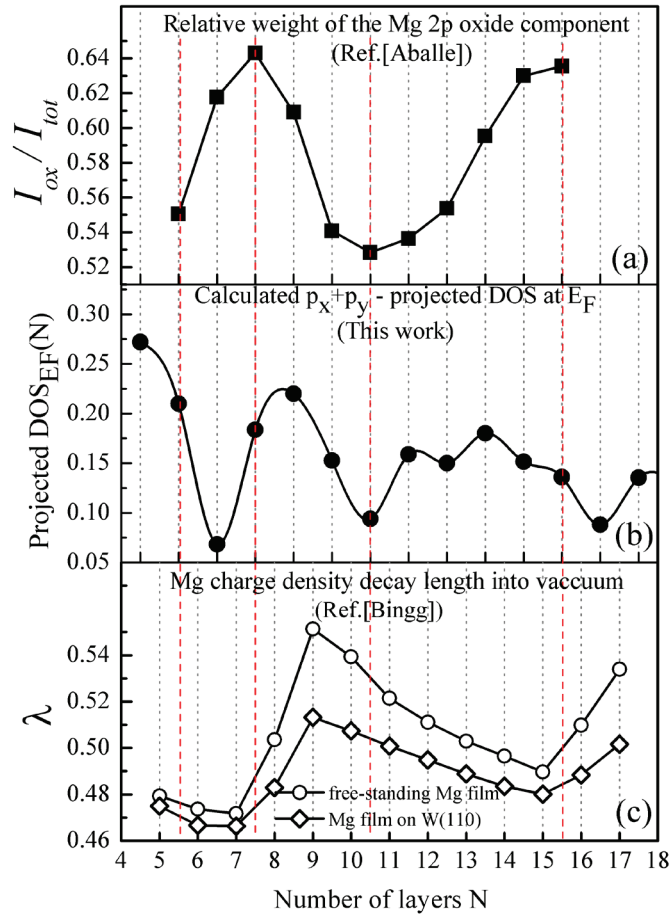 Relative weight of the Mg 2p oxide component
(Ref.[Aballe])
I_ox / I_tot
0.64
0.62
0.60
0.58
0.56
0.54
0.52
(a)
Calculated p_x+p_y - projected DOS at E_F
(This work)
Projected DOS_EF(N)
0.30
0.25
0.20
0.15
0.10
0.05
(b)
Mg charge density decay length into vaccuum
(Ref.[Bingg])
λ
0.54
0.52
0.50
0.48
0.46
free-standing Mg film
Mg film on W(110)
(c)
4 5 6 7 8 9 10 11 12 13 14 15 16 17 18
Number of layers N